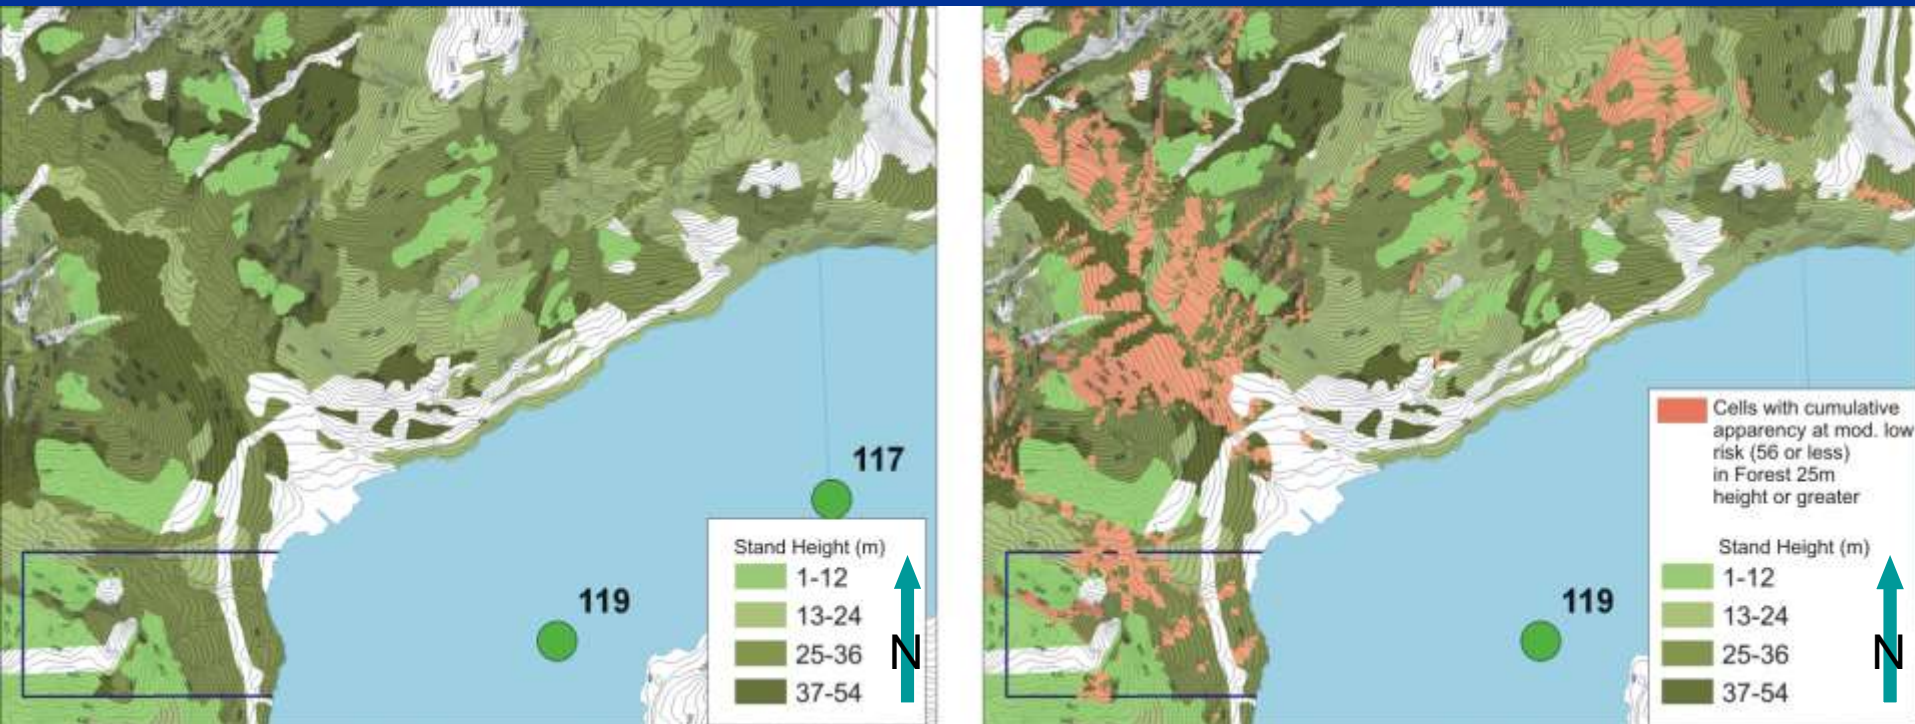 117
119
Stand Height (m)
1-12
13-24
25-36
37-54
N
Cells with cumulative
apparency at mod. low
risk (56 or less)
in Forest 25m
height or greater
119
Stand Height (m)
1-12
13-24
25-36
37-54
N